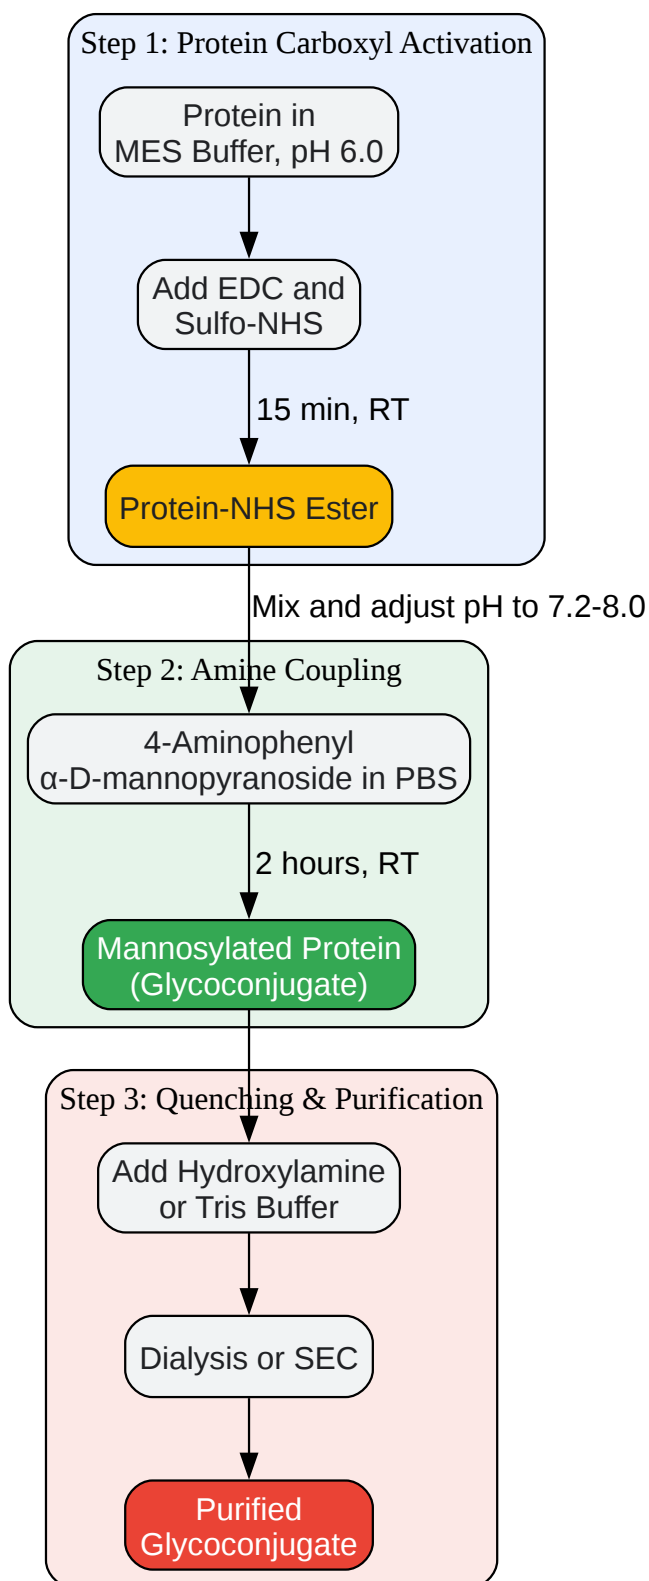 Step 1: Protein Carboxyl Activation
Protein in
MES Buffer, pH 6.0
Add EDC and
Sulfo-NHS
15 min, RT
Protein-NHS Ester
Mix and adjust pH to 7.2-8.0
Step 2: Amine Coupling
4-Aminophenyl
α-D-mannopyranoside in PBS
2 hours, RT
Mannosylated Protein
(Glycoconjugate)
Step 3: Quenching & Purification
Add Hydroxylamine
or Tris Buffer
Dialysis or SEC
Purified
Glycoconjugate